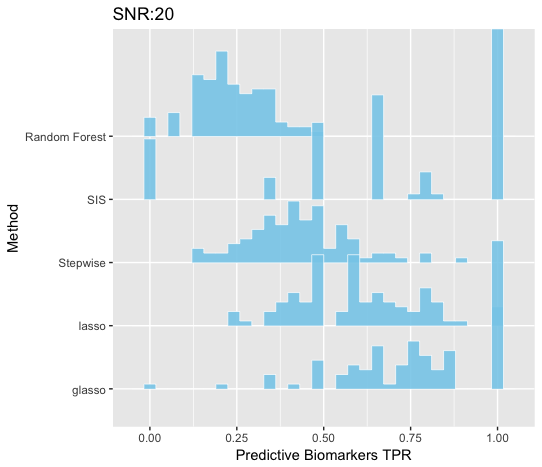 SNR:20
Method
Random Forest
SIS
Stepwise
lasso
glasso
0.00 0.25 0.50 0.75 1.00
Predictive Biomarkers TPR